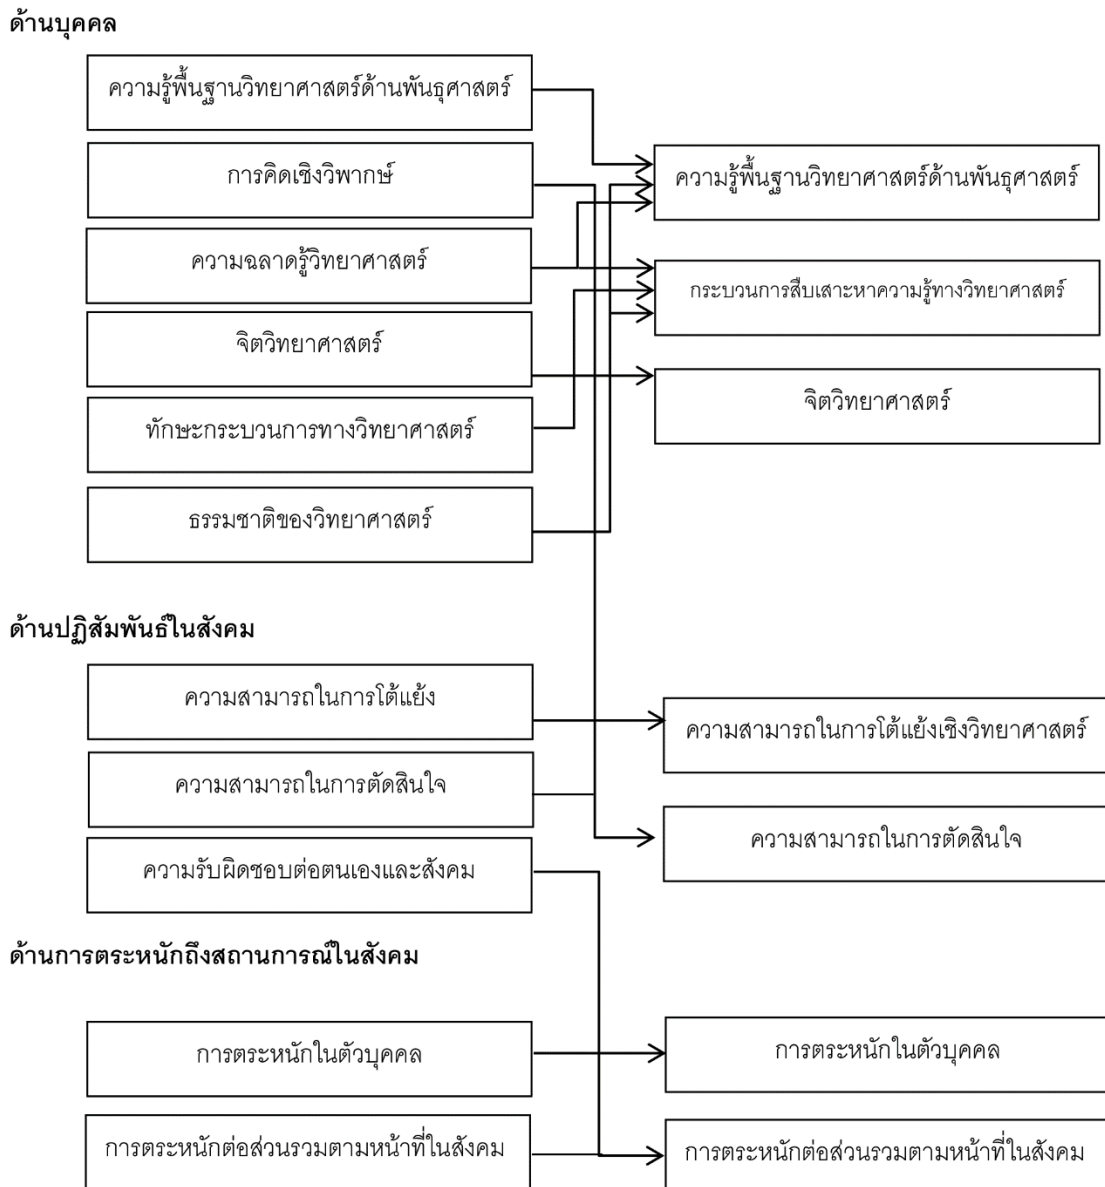 ด้านบุคคล
ความรู้พื้นฐานวิทยาศาสตร์ด้านพันธุศาสตร์
การคิดเชิงวิพากษ์
ความฉลาดรู้วิทยาศาสตร์
จิตวิทยาศาสตร์
ทักษะกระบวนการทางวิทยาศาสตร์
ธรรมชาติของวิทยาศาสตร์
ความรู้พื้นฐานวิทยาศาสตร์ด้านพันธุศาสตร์
กระบวนการสืบเสาะหาความรู้ทางวิทยาศาสตร์
จิตวิทยาศาสตร์
ด้านปฏิสัมพันธ์ในสังคม
ความสามารถในการโต้แย้ง
ความสามารถในการตัดสินใจ
ความรับผิดชอบต่อตนเองและสังคม
ความสามารถในการโต้แย้งเชิงวิทยาศาสตร์
ความสามารถในการตัดสินใจ
ด้านการตระหนักถึงสถานการณ์ในสังคม
การตระหนักในตัวบุคคล
การตระหนักต่อส่วนรวมตามหน้าที่ในสังคม
การตระหนักในตัวบุคคล
การตระหนักต่อส่วนรวมตามหน้าที่ในสังคม